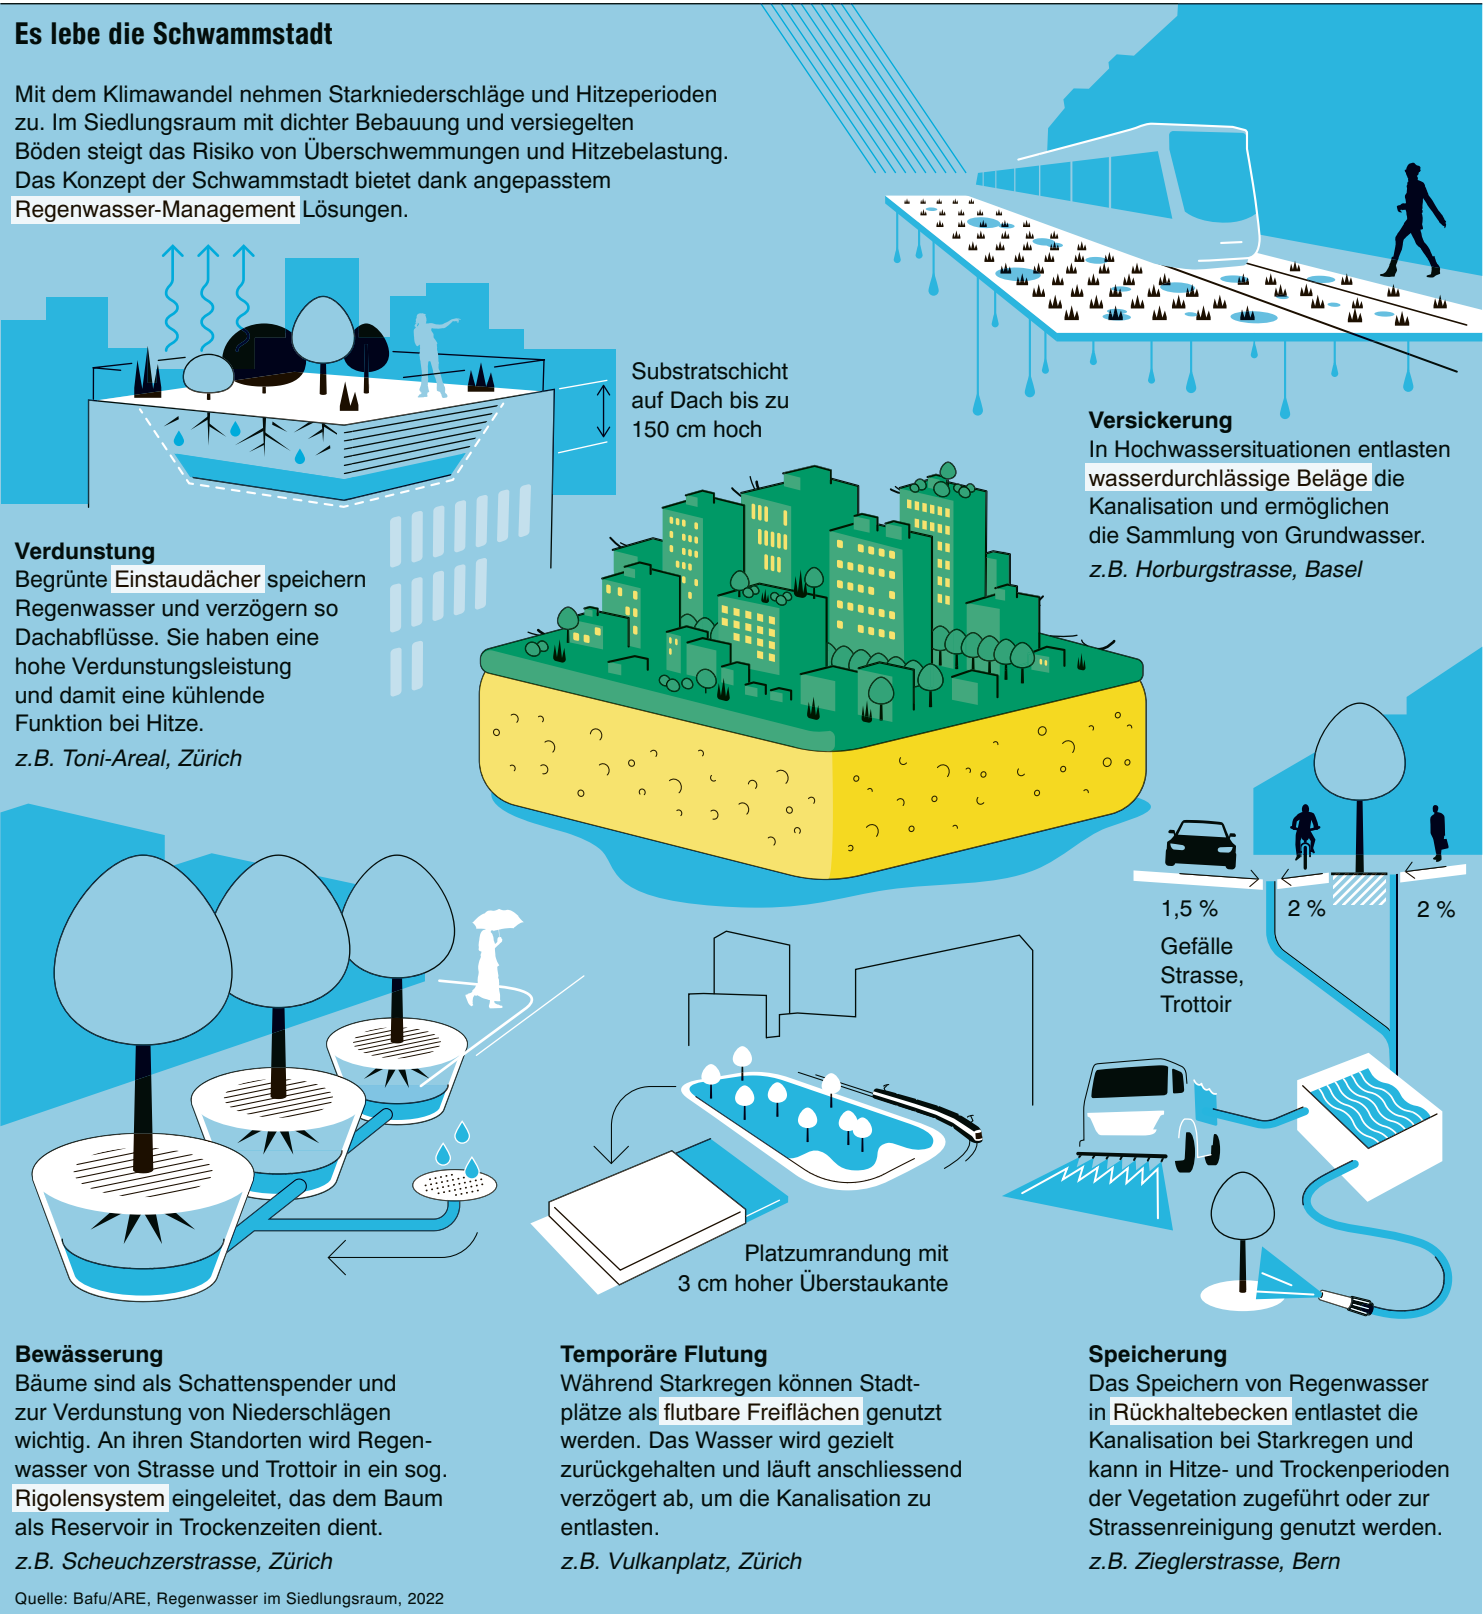 Es lebe die Schwammstadt
Mit dem Klimawandel nehmen Starkniederschläge und Hitzeperioden
zu. Im Siedlungsraum mit dichter Bebauung und versiegelten
Böden steigt das Risiko von Überschwemmungen und Hitzebelastung.
Das Konzept der Schwammstadt bietet dank angepasstem
Regenwasser-Management Lösungen.
Substratschicht
auf Dach bis zu
150 cm hoch
Verdunstung
Begrünte Einstaudächer speichern
Regenwasser und verzögern so
Dachabflüsse. Sie haben eine
hohe Verdunstungsleistung
und damit eine kühlende
Funktion bei Hitze.
z.B. Toni-Areal, Zürich
Versickerung
In Hochwassersituationen entlasten
wasserdurchlässige Beläge die
Kanalisation und ermöglichen
die Sammlung von Grundwasser.
z.B. Horburgstrasse, Basel
1,5 % 2 % 2 %
Gefälle
Strasse,
Trottoir
Platzumrandung mit
3 cm hoher Überstaukante
Bewässerung
Bäume sind als Schattenspender und
zur Verdunstung von Niederschlägen
wichtig. An ihren Standorten wird Regen-
wasser von Strasse und Trottoir in ein sog.
Rigolensystem eingeleitet, das dem Baum
als Reservoir in Trockenzeiten dient.
z.B. Scheuchzerstrasse, Zürich
Temporäre Flutung
Während Starkregen können Stadt-
plätze als flutbare Freiflächen genutzt
werden. Das Wasser wird gezielt
zurückgehalten und läuft anschliessend
verzögert ab, um die Kanalisation zu
entlasten.
z.B. Vulkanplatz, Zürich
Speicherung
Das Speichern von Regenwasser
in Rückhaltebecken entlastet die
Kanalisation bei Starkregen und
kann in Hitze- und Trockenperioden
der Vegetation zugeführt oder zur
Strassenreinigung genutzt werden.
z.B. Zieglerstrasse, Bern
Quelle: Bafu/ARE, Regenwasser im Siedlungsraum, 2022